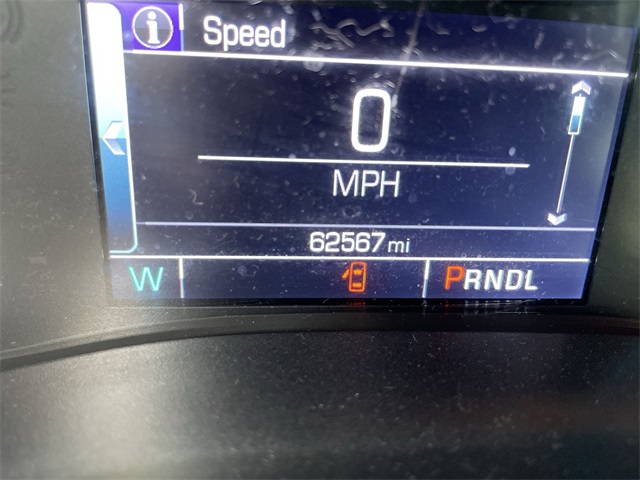 Speed
0
MPH
62567 mi
W PRNDL